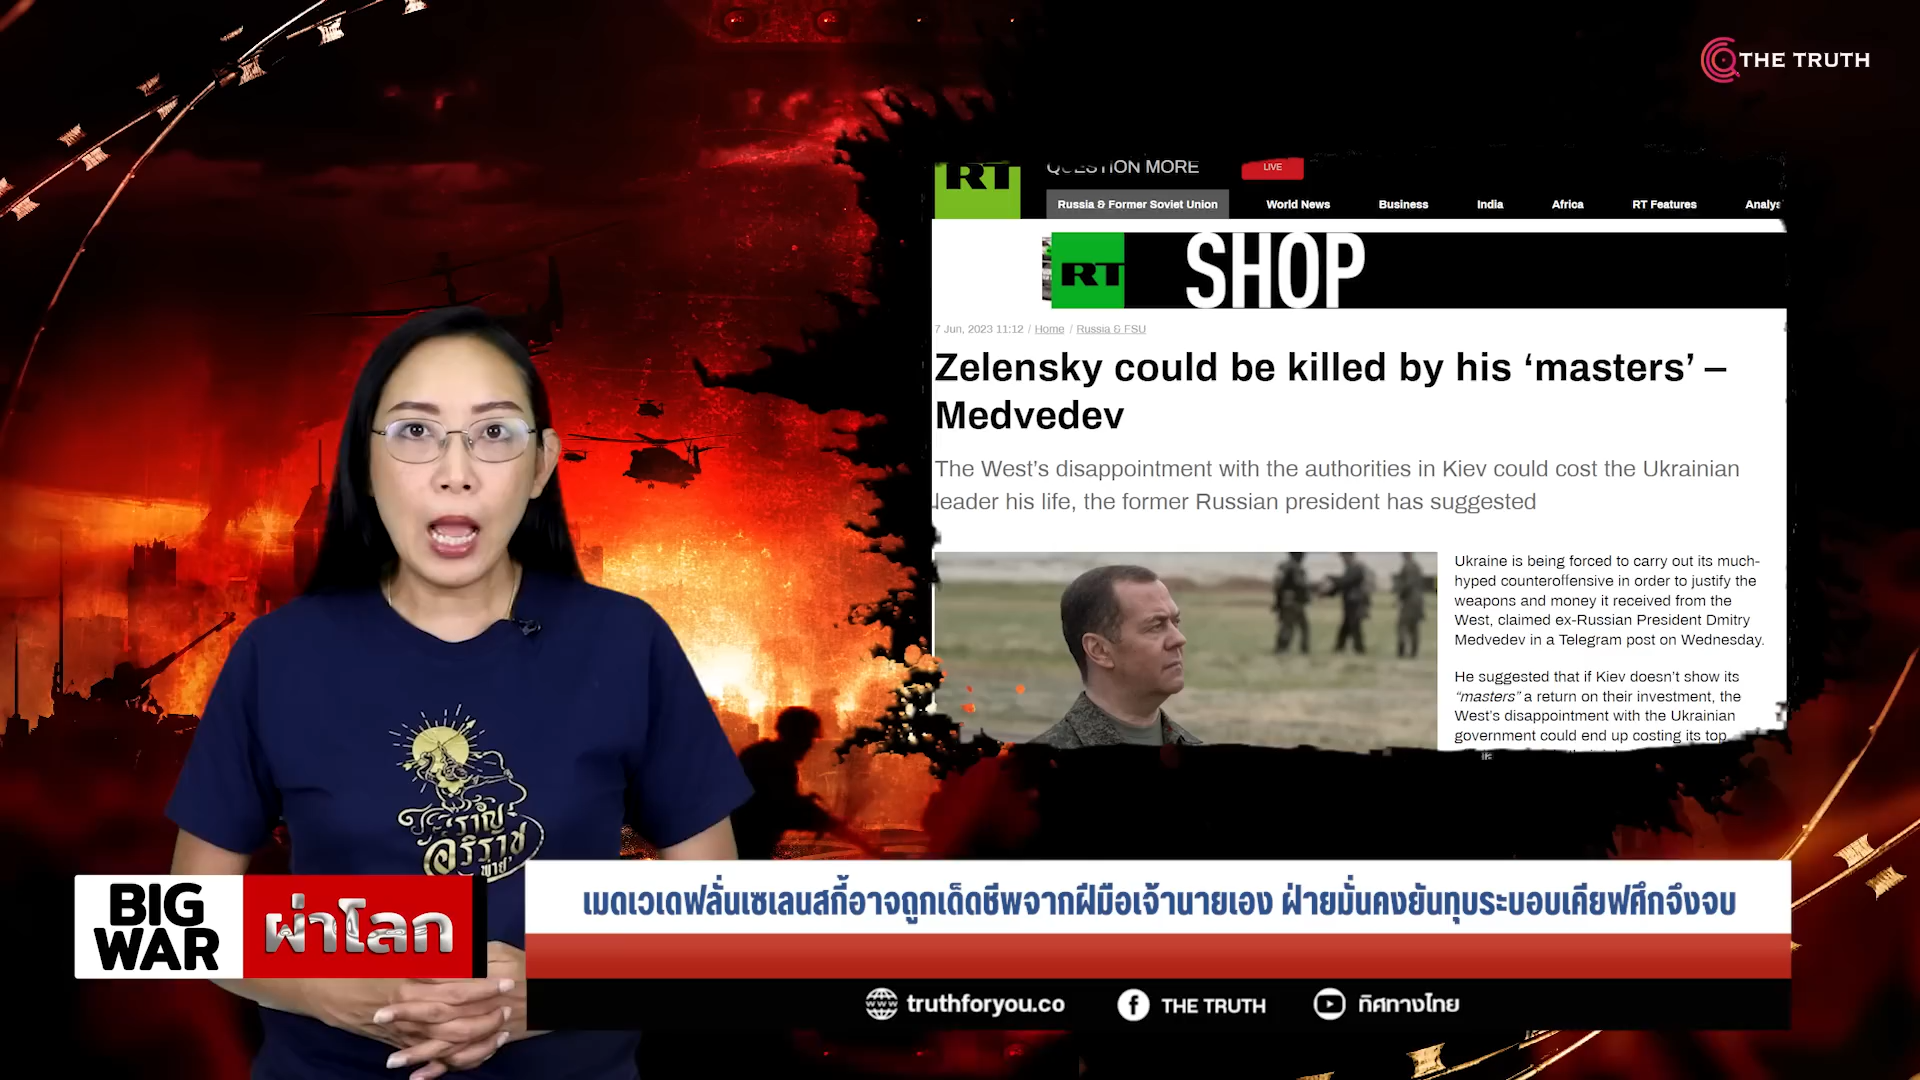 THE TRUTH
RT
QUESTION MORE
LIVE
Russia & Former Soviet Union World News Business India Africa RT Features
RT SHOP
7 Jun, 2023 11:12 / Home / Russia & FSU
Zelensky could be killed by his ‘masters’ –
Medvedev
The West’s disappointment with the authorities in Kiev could cost the Ukrainian
leader his life, the former Russian president has suggested
Ukraine is being forced to carry out its much-
hyped counteroffensive in order to justify the
weapons and money it received from the
West, claimed ex-Russian President Dmitry
Medvedev in a Telegram post on Wednesday.
He suggested that if Kiev doesn’t show its
“masters” a return on their investment, the
West’s disappointment with the Ukrainian
government could end up costing its top
อริราช
พ่าย
BIG
WAR
ผ่าโลก
เมดเวเดฟลั่นเซเลนสกี้อาจถูกเด็ดชีพจากฝีมือเจ้านายเอง ฝ่ายมั่นคงยันทุบระบอบเคียฟศึกจึงจบ
truthforyou.co THE TRUTH ทิศทางไทย